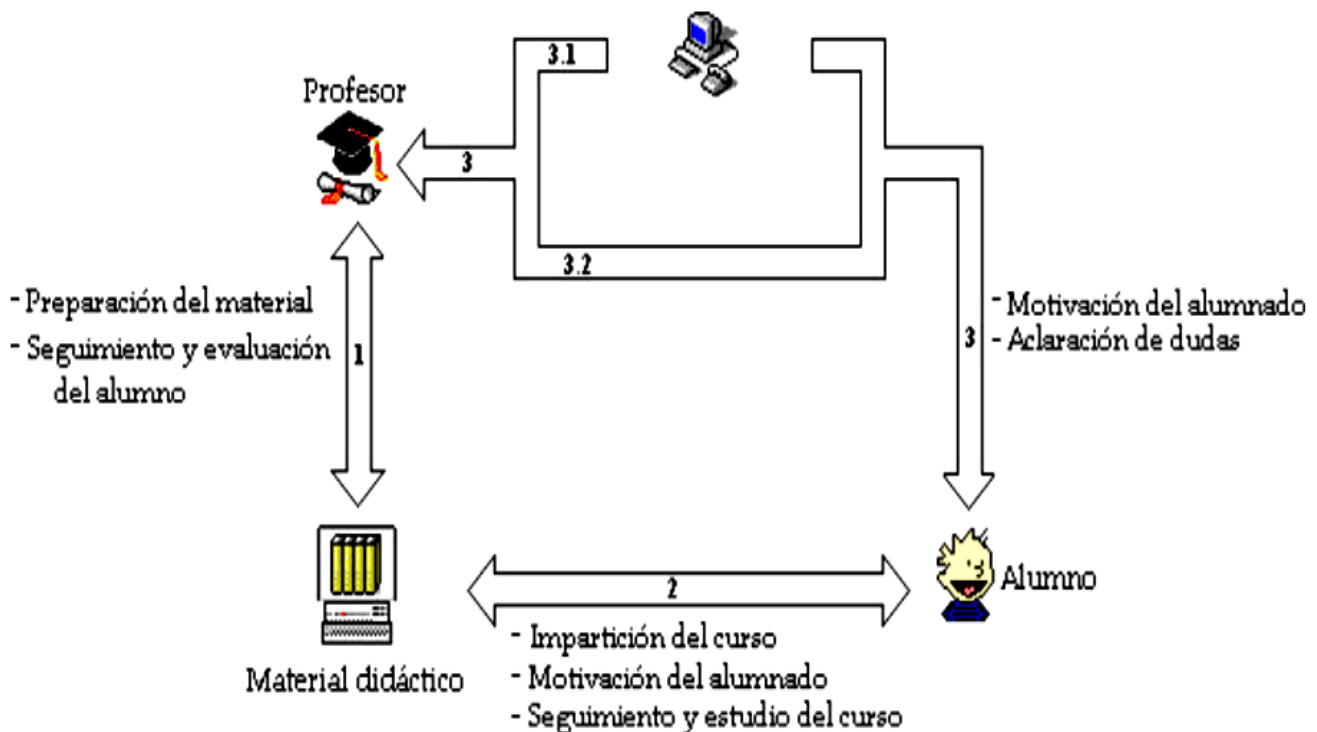 3.1
Profesor
3
3.2
- Preparación del material
- Seguimiento y evaluación
del alumno
1
- Motivación del alumnado
- Aclaración de dudas
3
2
Alumno
- Impartición del curso
- Motivación del alumnado
- Seguimiento y estudio del curso
Material didáctico